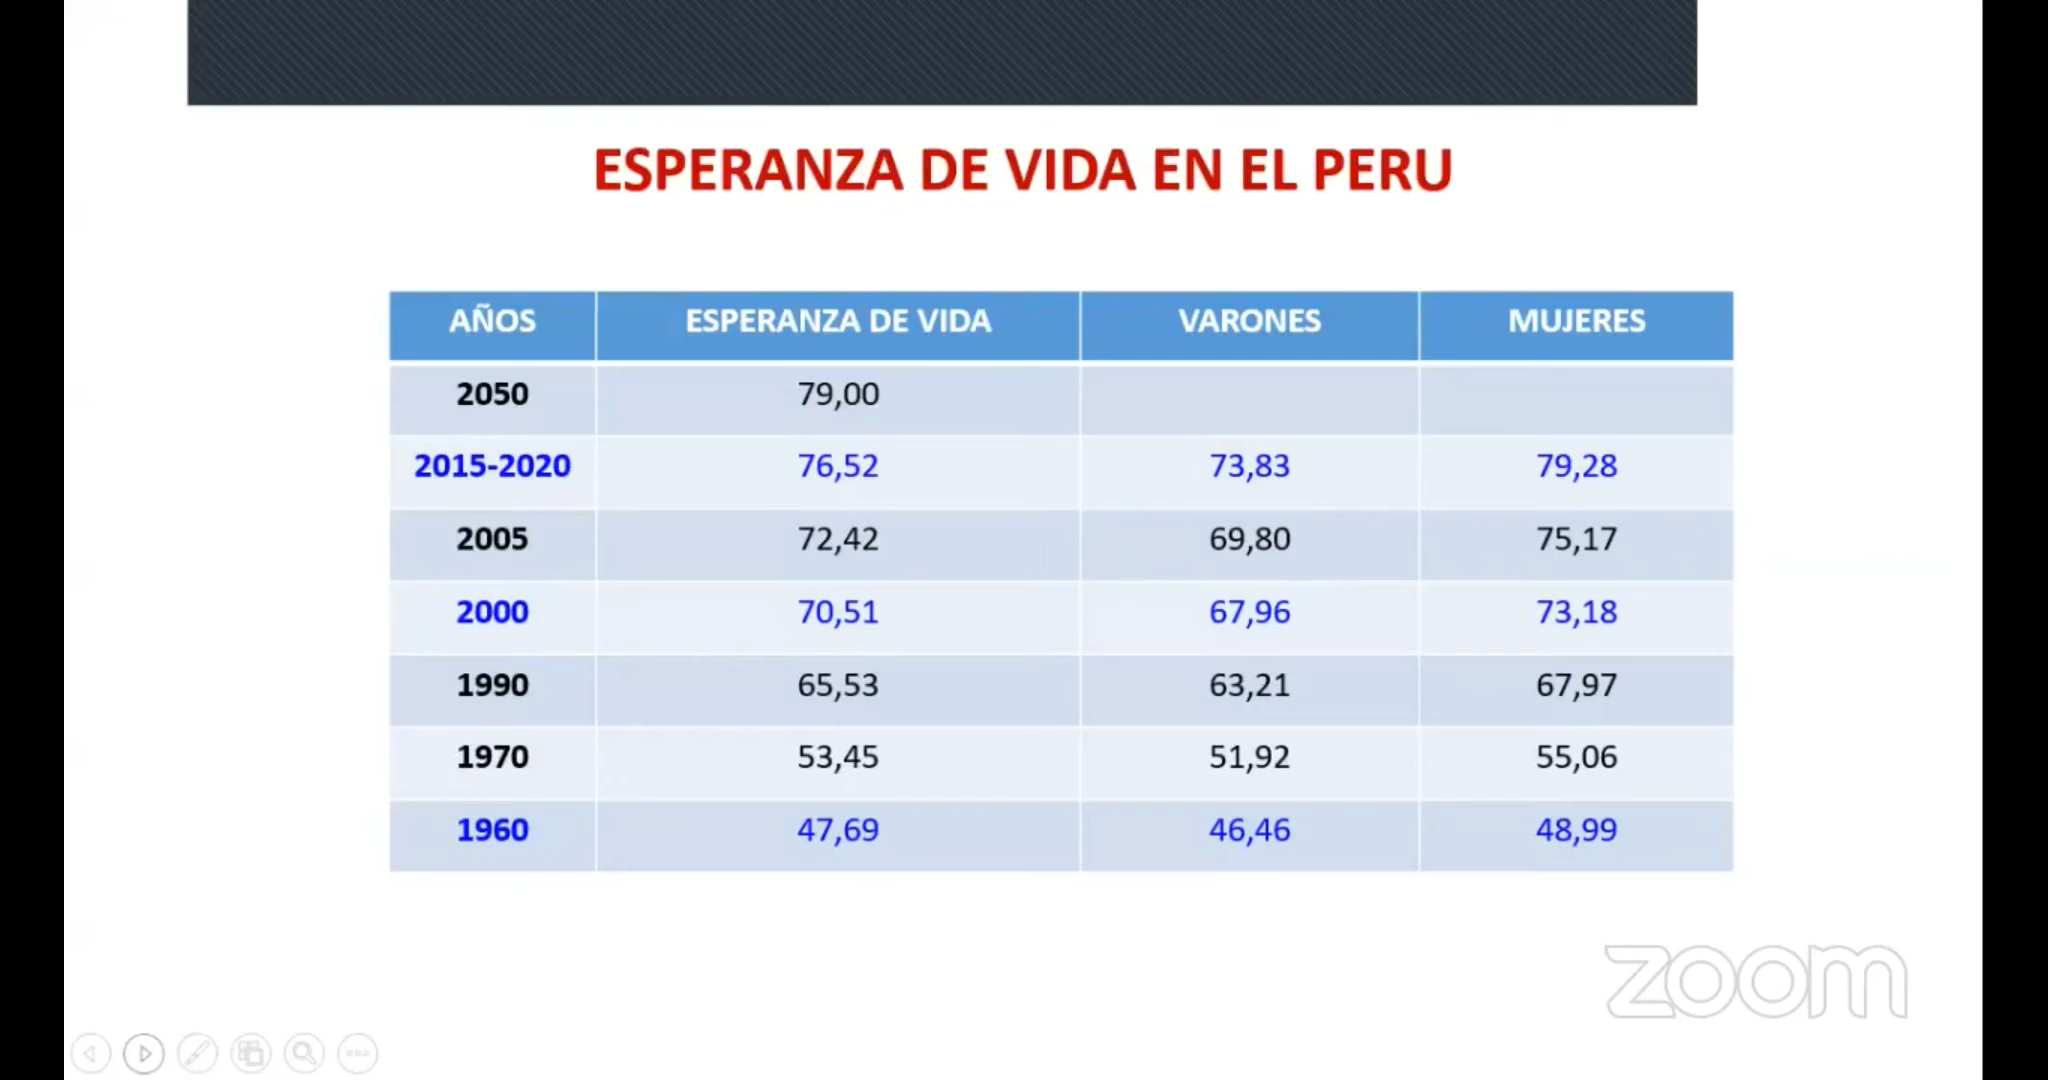 ESPERANZA DE VIDA EN EL PERU
AÑOS ESPERANZA DE VIDA VARONES MUJERES
2050 79,00
2015-2020 76,52 73,83 79,28
2005 72,42 69,80 75,17
2000 70,51 67,96 73,18
1990 65,53 63,21 67,97
1970 53,45 51,92 55,06
1960 47,69 46,46 48,99
zoom